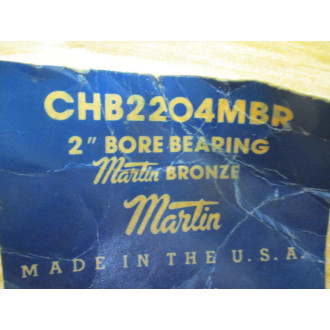 CHB2204MBR
2" BORE BEARING
Martin BRONZE
Martin
MADE IN THE U.S.A.